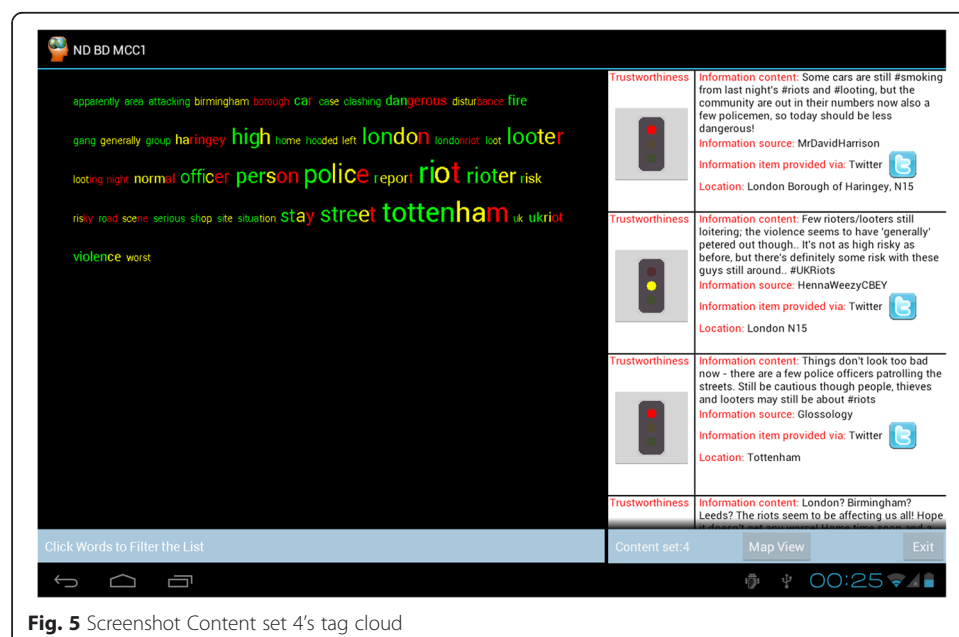 ND BD MCC1
apparently area attacking birmingham borough car case clashing dangerous disturbance fire
gang generally group haringey high home hooded left london londonriot loot looter
looting night normal officer person police report riot rioter risk
risky road scene serious shop site situation stay street tottenham uk ukriot
violence worst
Trustworthiness
Information content: Some cars are still #smoking
from last night's #riots and #looting, but the
community are out in their numbers now also a
few policemen, so today should be less
dangerous!
Information source: MrDavidHarrison
Information item provided via: Twitter
Location: London Borough of Haringey, N15
Trustworthiness
Information content: Few rioters/looters still
loitering; the violence seems to have 'generally'
petered out though.. It's not as high risky as
before, but there's definitely some risk with these
guys still around.. #UKRiots
Information source: HennaWeezyCBEY
Information item provided via: Twitter
Location: London N15
Trustworthiness
Information content: Things don't look too bad
now - there are a few police officers patrolling the
streets. Still be cautious though people, thieves
and looters may still be about #riots
Information source: Glossology
Information item provided via: Twitter
Location: Tottenham
Trustworthiness
Information content: London? Birmingham?
Leeds? The riots seem to be affecting us all! Hope
Click Words to Filter the List
Content set:4
Map View
Exit
00:25
Fig. 5 Screenshot Content set 4's tag cloud